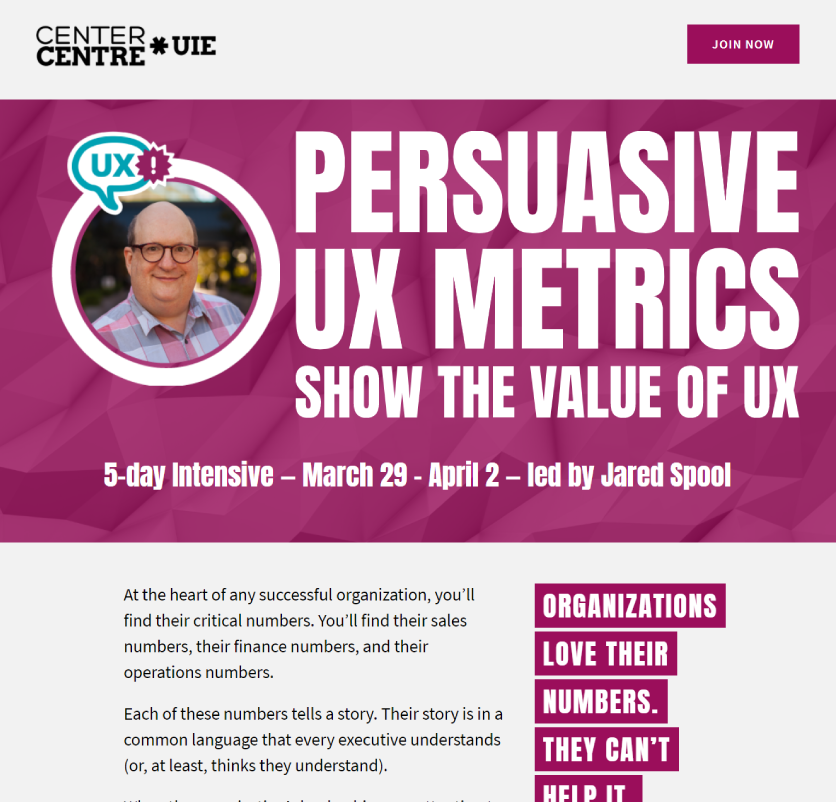 CENTER
CENTRE * UIE
JOIN NOW
UX !
PERSUASIVE
UX METRICS
SHOW THE VALUE OF UX
5-day Intensive – March 29 - April 2 – led by Jared Spool
At the heart of any successful organization, you’ll
find their critical numbers. You’ll find their sales
numbers, their finance numbers, and their
operations numbers.
Each of these numbers tells a story. Their story is in a
common language that every executive understands
(or, at least, thinks they understand).
ORGANIZATIONS
LOVE THEIR
NUMBERS.
THEY CAN’T
HELP IT.